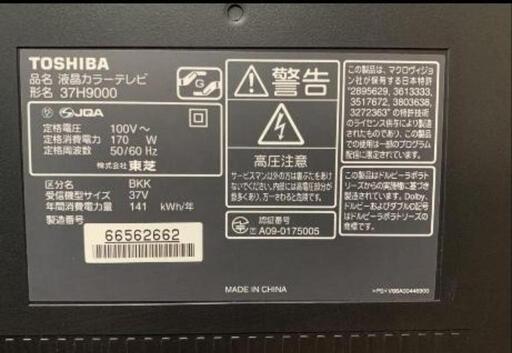 TOSHIBA
品名 液晶カラーテレビ
形名 37H9000
JQA
定格電圧 100V～
定格消費電力 170 W
定格周波数 50/60 Hz
株式会社 東芝
区分名 BKK
受信機型サイズ 37V
年間消費電力量 141 kWh/年
製造番号
66562662
警告
高圧注意
サービスマン以外の方は裏ぶたをあけ
ないでください。内部には高電圧部分が
数多くあり、万一さわると危険です。
認証番号
A09-0175005
この製品は、マクロヴィジョ
ン社が保有する日本特許
"2895629, 3613333,
3517672, 3803638,
3272363" の特許技術
のライセンス供与により製造
されたものであり、この技術
の使用は一部のプログラム
配信に限定されています。
この製品は、ドルビーラボラト
リーズからの実施権に基づき
製造されています。Dolby、
ドルビーおよびダブルD記号
はドルビーラボラトリーズの
商標です。
MADE IN CHINA